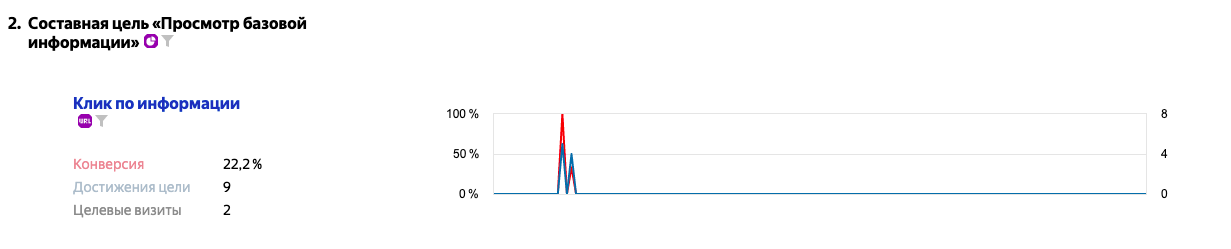 2. Составная цель «Просмотр базовой
информации»
Клик по информации
URL
Конверсия 22,2 %
Достижения цели 9
Целевые визиты 2
100 % 8
50 % 4
0 % 0